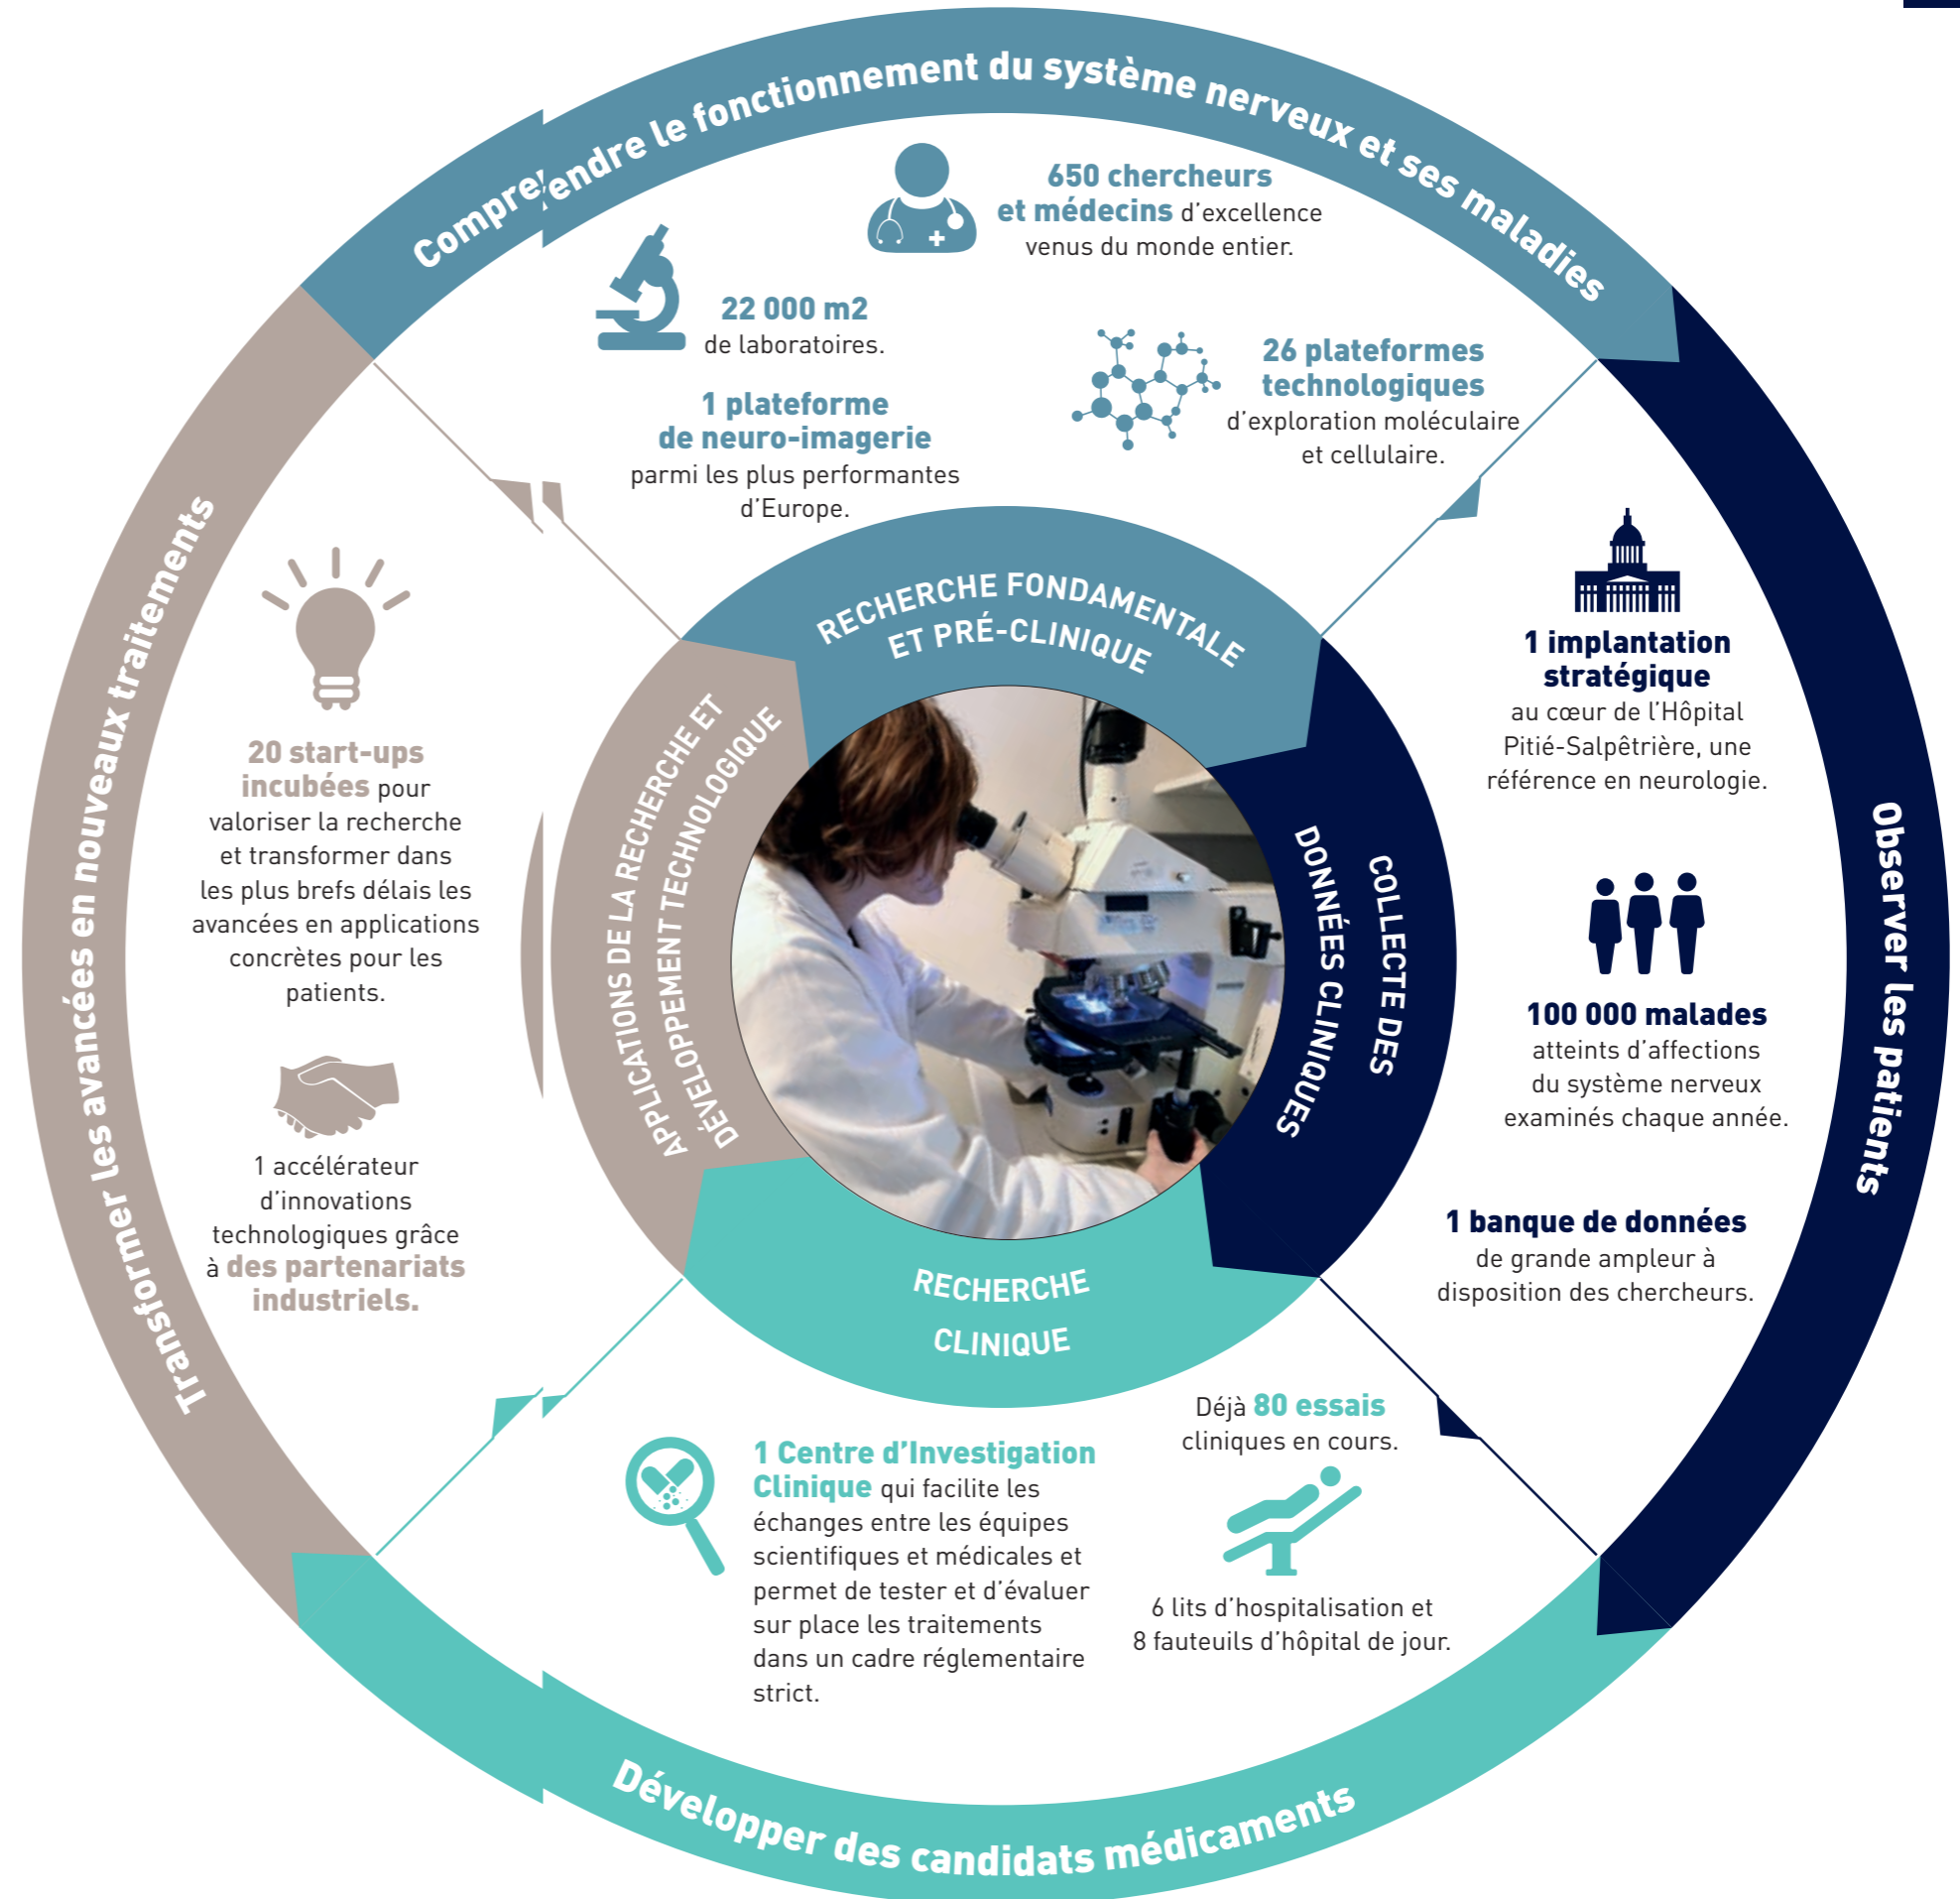 Comprendre le fonctionnement du système nerveux et ses maladies
650 chercheurs
et médecins d'excellence
venus du monde entier.
22 000 m2
de laboratoires.
1 plateforme
de neuro-imagerie
parmi les plus performantes
d'Europe.
26 plateformes
technologiques
d'exploration moléculaire
et cellulaire.
RECHERCHE FONDAMENTALE
ET PRÉ-CLINIQUE
Observer les patients
1 implantation
stratégique
au cœur de l'Hôpital
Pitié-Salpêtrière, une
référence en neurologie.
100 000 malades
atteints d'affections
du système nerveux
examinés chaque année.
1 banque de données
de grande ampleur à
disposition des chercheurs.
COLLECTE DES
DONNÉES CLINIQUES
Développer des candidats médicaments
RECHERCHE
CLINIQUE
Déjà 80 essais
cliniques en cours.
6 lits d'hospitalisation et
8 fauteuils d'hôpital de jour.
1 Centre d'Investigation
Clinique qui facilite les
échanges entre les équipes
scientifiques et médicales et
permet de tester et d'évaluer
sur place les traitements
dans un cadre réglementaire
strict.
Transformer les avancées en nouveaux traitements
20 start-ups
incubées pour
valoriser la recherche
et transformer dans
les plus brefs délais les
avancées en applications
concrètes pour les
patients.
1 accélérateur
d'innovations
technologiques grâce
à des partenariats
industriels.
APPLICATIONS DE LA RECHERCHE ET
DÉVELOPPEMENT TECHNOLOGIQUE